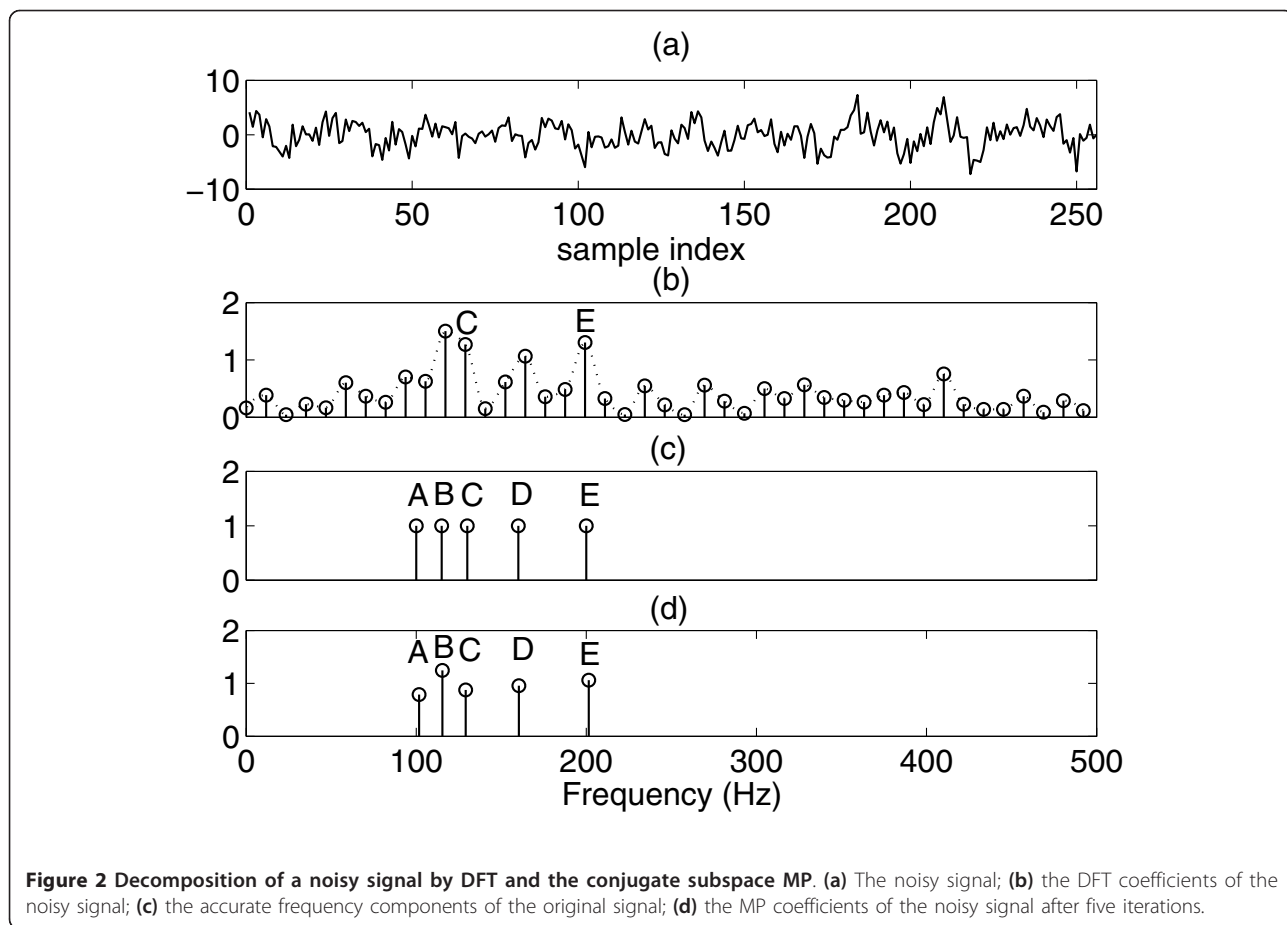 (a)
10
0
−10
0 50 100 150 200 250
sample index
(b)
2
1
0
C E
(c)
2
1
0
A B C D E
(d)
2
1
0
A B C D E
0 100 200 300 400 500
Frequency (Hz)
Figure 2 Decomposition of a noisy signal by DFT and the conjugate subspace MP. (a) The noisy signal; (b) the DFT coefficients of the
noisy signal; (c) the accurate frequency components of the original signal; (d) the MP coefficients of the noisy signal after five iterations.